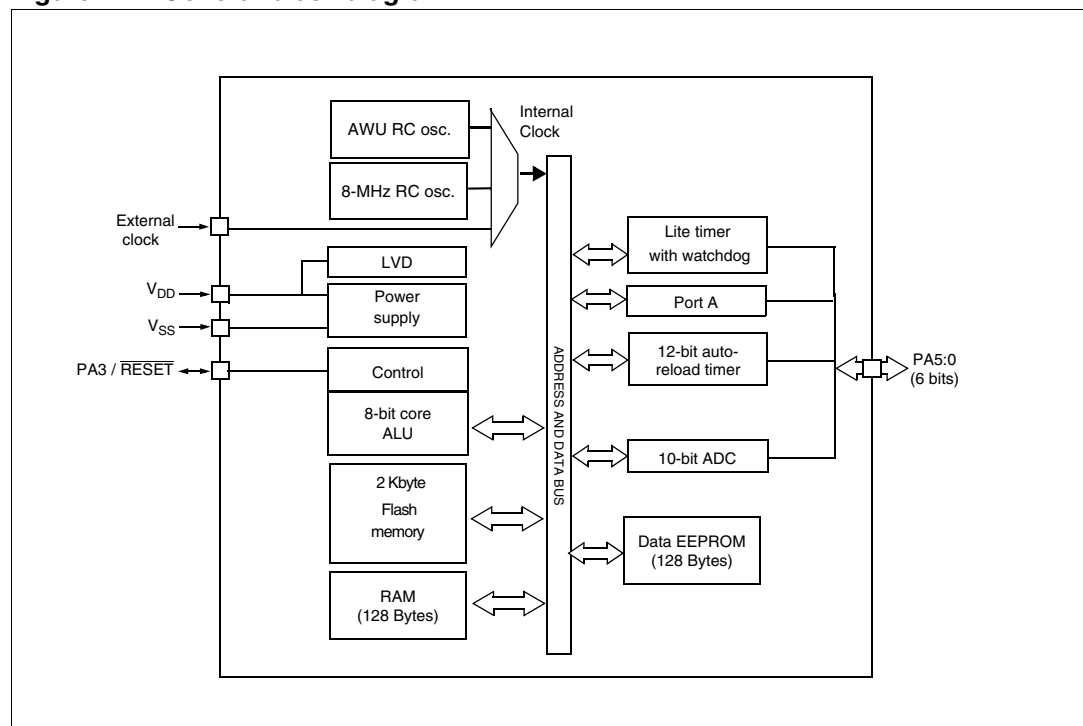 AWU RC osc.
8-MHz RC osc.
Internal
Clock
External
clock
LVD
VDD
Power
supply
VSS
PA3 / RESET
Control
8-bit core
ALU
2 Kbyte
Flash
memory
RAM
(128 Bytes)
ADDRESS AND DATA BUS
Lite timer
with watchdog
Port A
12-bit auto-
reload timer
PA5:0
(6 bits)
10-bit ADC
Data EEPROM
(128 Bytes)